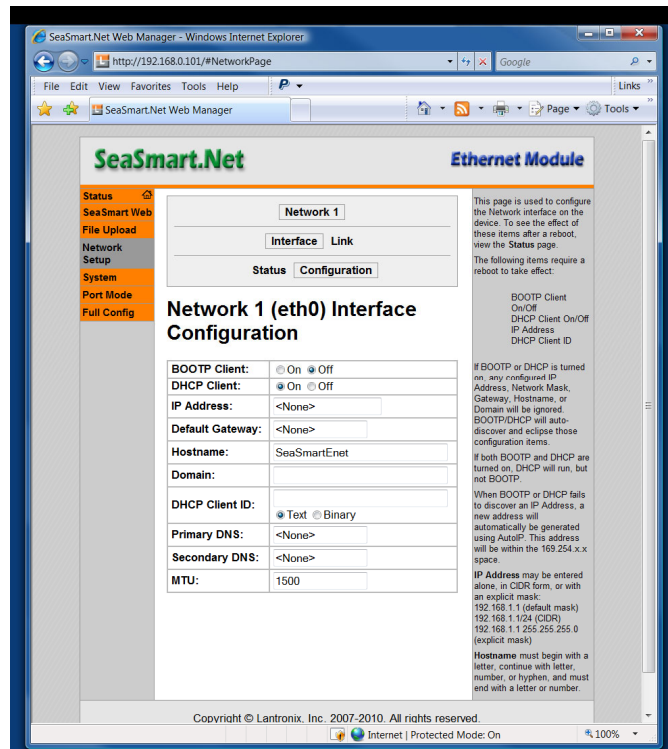 SeaSmart.Net Web Manager - Windows Internet Explorer
http://192.168.0.101/#NetworkPage
Google
File Edit View Favorites Tools Help
Links
SeaSmart.Net Web Manager
Page
Tools
SeaSmart.Net
Ethernet Module
Status
SeaSmart Web
File Upload
Network
Setup
System
Port Mode
Full Config
Network 1
Interface Link
Status Configuration
Network 1 (eth0) Interface
Configuration
BOOTP Client: On Off
DHCP Client: On Off
IP Address: <None>
Default Gateway: <None>
Hostname: SeaSmartEnet
Domain:
DHCP Client ID:
Text Binary
Primary DNS: <None>
Secondary DNS: <None>
MTU: 1500
This page is used to configure
the Network interface on the
device. To see the effect of
these items after a reboot,
view the Status page.
The following items require a
reboot to take effect:
BOOTP Client
On/Off
DHCP Client On/Off
IP Address
DHCP Client ID
If BOOTP or DHCP is turned
on, any configured IP
Address, Network Mask,
Gateway, Hostname, or
Domain will be ignored.
BOOTP/DHCP will auto-
discover and eclipse those
configuration items.
If both BOOTP and DHCP are
turned on, DHCP will run, but
not BOOTP.
When BOOTP or DHCP fails
to discover an IP Address, a
new address will
automatically be generated
using AutoIP. This address
will be within the 169.254.x.x
space.
IP Address may be entered
alone, in CIDR form, or with
an explicit mask:
192.168.1.1 (default mask)
192.168.1.1/24 (CIDR)
192.168.1.1 255.255.255.0
(explicit mask)
Hostname must begin with a
letter, continue with letter,
number, or hyphen, and must
end with a letter or number.
Copyright © Lantronix, Inc. 2007-2010. All rights reserved.
Internet | Protected Mode: On
100%